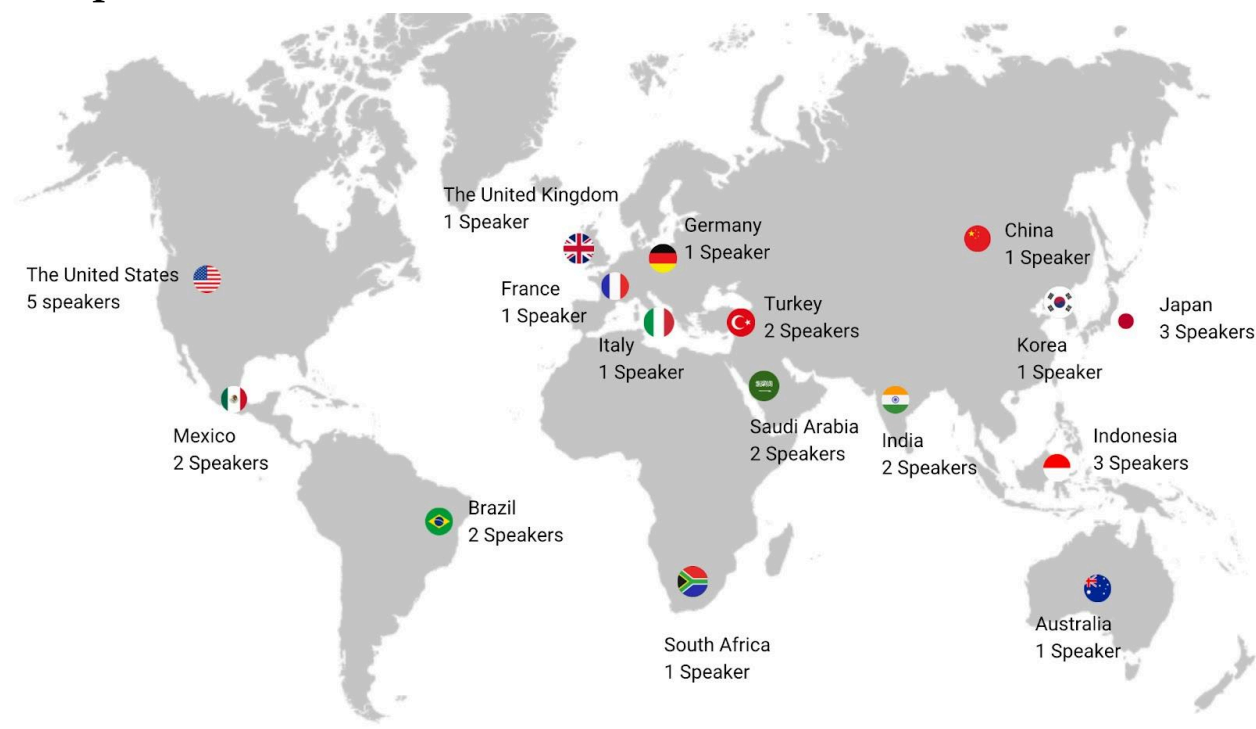 The United Kingdom
1 Speaker
Germany
1 Speaker
China
1 Speaker
The United States
5 speakers
France
1 Speaker
Turkey
2 Speakers
Japan
3 Speakers
Italy
1 Speaker
Korea
1 Speaker
Mexico
2 Speakers
Saudi Arabia
2 Speakers
India
2 Speakers
Indonesia
3 Speakers
Brazil
2 Speakers
South Africa
1 Speaker
Australia
1 Speaker